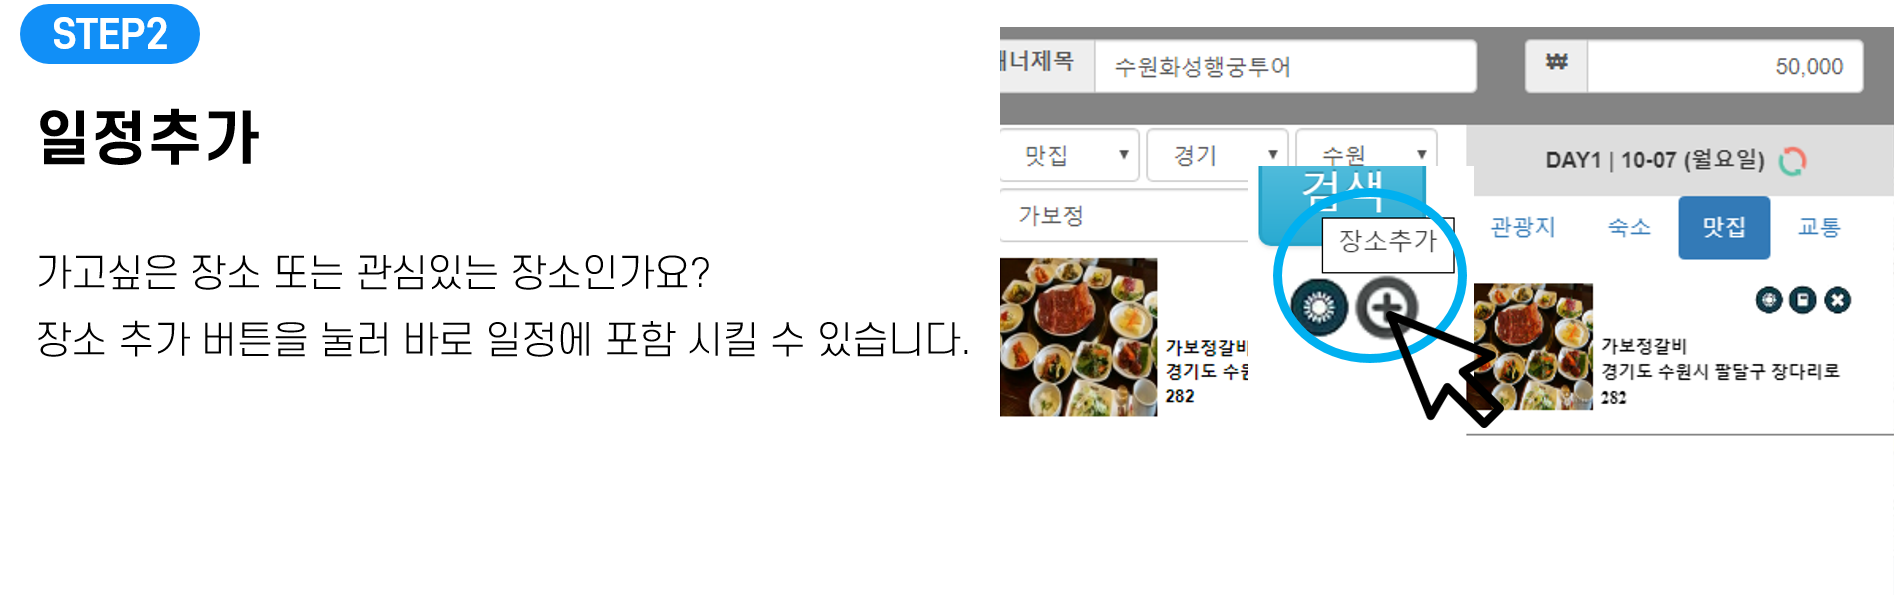 STEP2
일정추가
가고싶은 장소 또는 관심있는 장소인가요?
장소 추가 버튼을 눌러 바로 일정에 포함 시킬 수 있습니다.
너제목
수원화성행궁투어
₩
50,000
맛집 ▼
경기 ▼
수원 ▼
가보정
검색
장소추가
가보정갈비
경기도 수원
282
DAY1 | 10-07 (월요일)
관광지
숙소
맛집
교통
가보정갈비
경기도 수원시 팔달구 장다리로
282